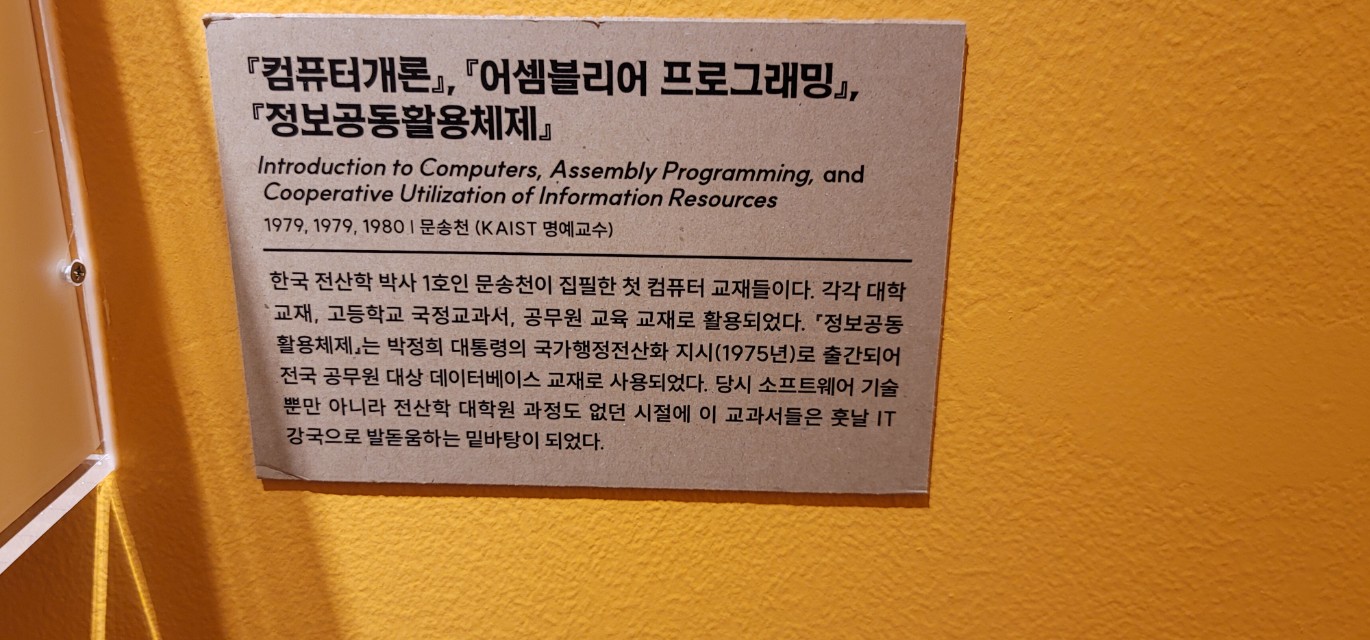 『컴퓨터개론』, 『어셈블리어 프로그래밍』,
『정보공동활용체제』
Introduction to Computers, Assembly Programming, and
Cooperative Utilization of Information Resources
1979, 1979, 1980 | 문송천 (KAIST 명예교수)
한국 전산학 박사 1호인 문송천이 집필한 첫 컴퓨터 교재들이다. 각각 대학
교재, 고등학교 국정교과서, 공무원 교육 교재로 활용되었다. 『정보공동
활용체제』는 박정희 대통령의 국가행정전산화 지시(1975년)로 출간되어
전국 공무원 대상 데이터베이스 교재로 사용되었다. 당시 소프트웨어 기술
뿐만 아니라 전산학 대학원 과정도 없던 시절에 이 교과서들은 훗날 IT
강국으로 발돋움하는 밑바탕이 되었다.